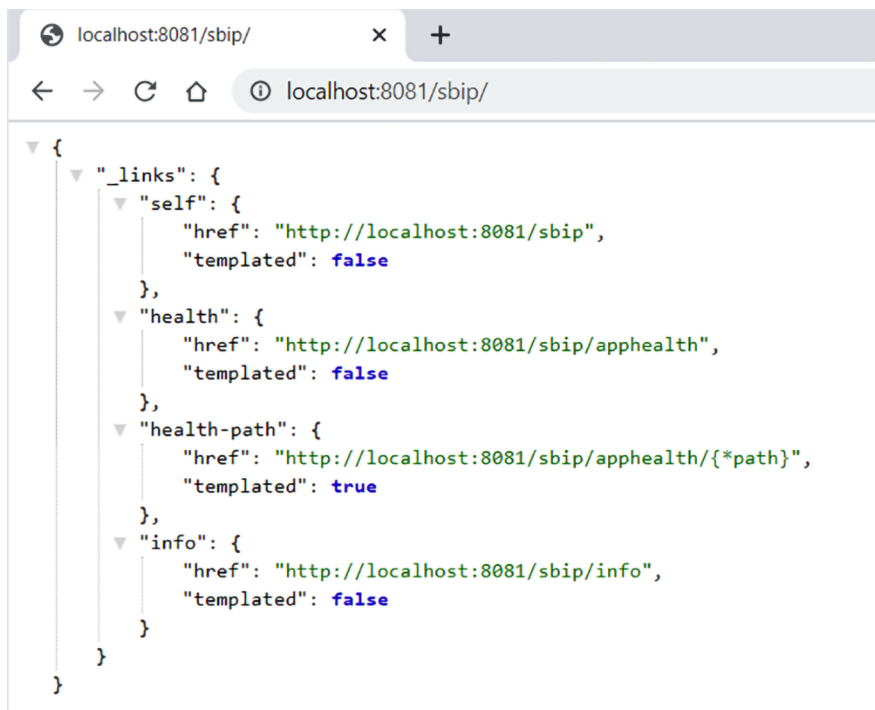 localhost:8081/sbip/
localhost:8081/sbip/
{
"_links": {
"self": {
"href": "http://localhost:8081/sbip",
"templated": false
},
"health": {
"href": "http://localhost:8081/sbip/apphealth",
"templated": false
},
"health-path": {
"href": "http://localhost:8081/sbip/apphealth/{*path}",
"templated": true
},
"info": {
"href": "http://localhost:8081/sbip/info",
"templated": false
}
}
}